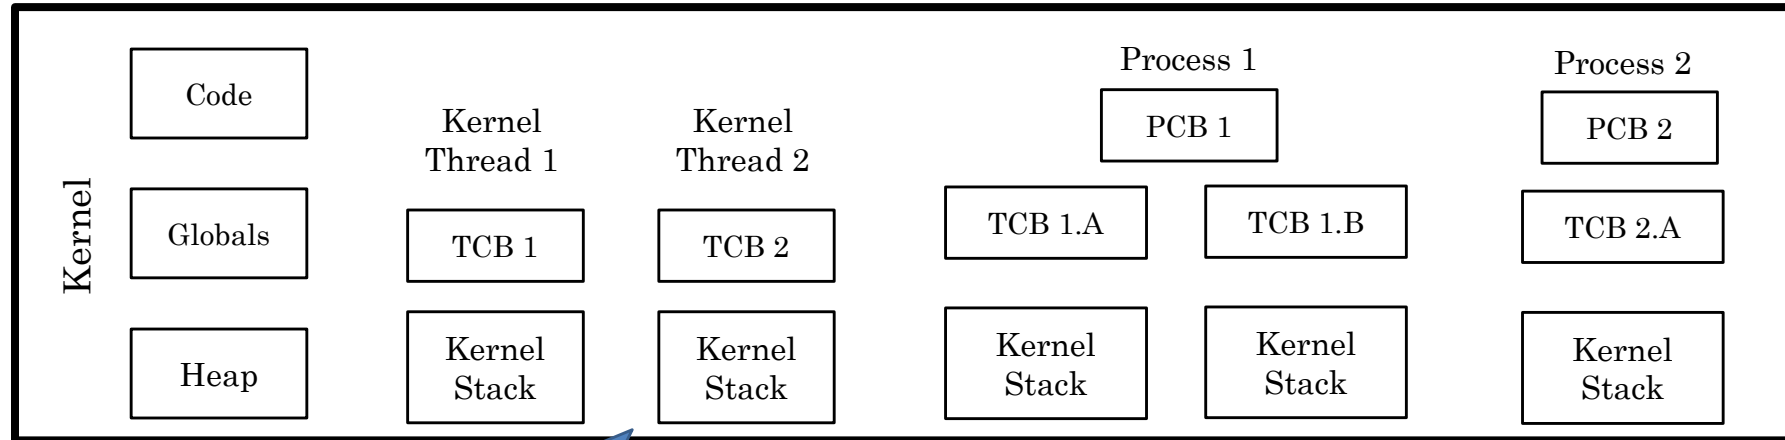 Kernel
Code
Globals
Heap
Kernel
Thread 1
TCB 1
Kernel
Stack
Kernel
Thread 2
TCB 2
Kernel
Stack
Process 1
PCB 1
TCB 1.A
Kernel
Stack
TCB 1.B
Kernel
Stack
Process 2
PCB 2
TCB 2.A
Kernel
Stack